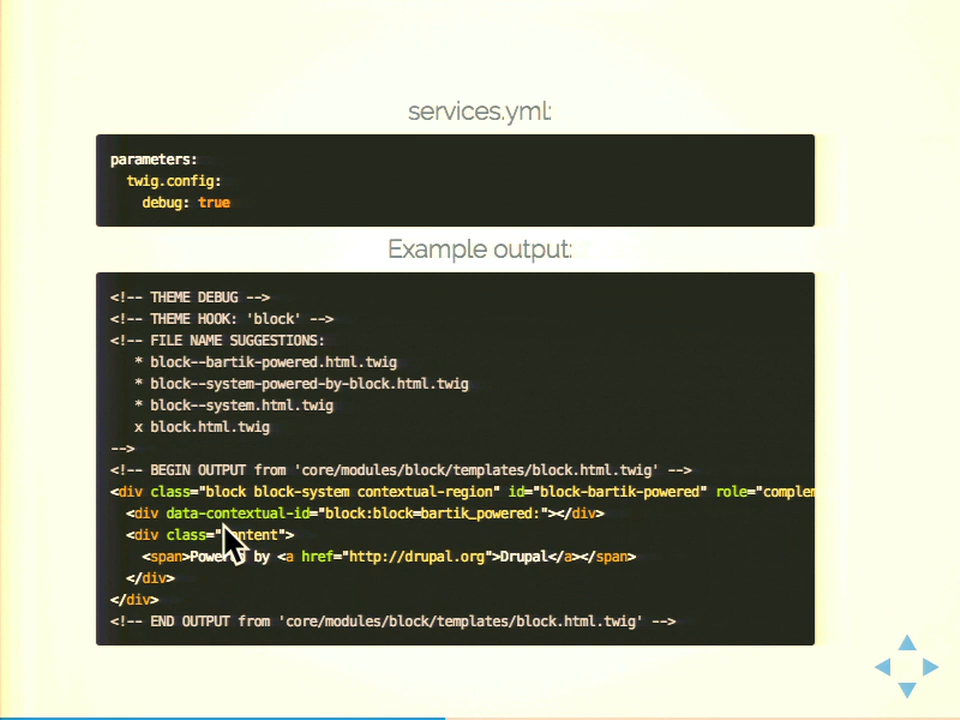 services.yml:
parameters:
  twig.config:
    debug: true
Example output:
<!-- THEME DEBUG -->
<!-- THEME HOOK: 'block' -->
<!-- FILE NAME SUGGESTIONS:
   * block--bartik-powered.html.twig
   * block--system-powered-by-block.html.twig
   * block--system.html.twig
   x block.html.twig
-->
<!-- BEGIN OUTPUT from 'core/modules/block/templates/block.html.twig' -->
<div class="block block-system contextual-region" id="block-bartik-powered" role="complem
  <div data-contextual-id="block:block=bartik_powered:"></div>
  <div class="content">
    <span>Powered by <a href="http://drupal.org">Drupal</a></span>
  </div>
</div>
<!-- END OUTPUT from 'core/modules/block/templates/block.html.twig' -->